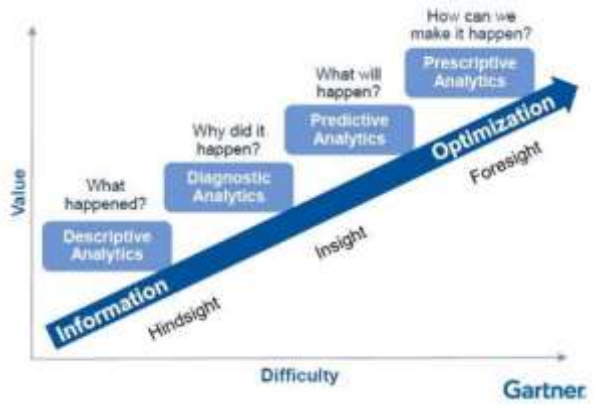 How can we
make it happen?
Prescriptive
Analytics
What will
happen?
Predictive
Analytics
Why did it
happen?
Diagnostic
Analytics
What
happened?
Descriptive
Analytics
Value
Information
Optimization
Hindsight
Insight
Foresight
Difficulty
Gartner